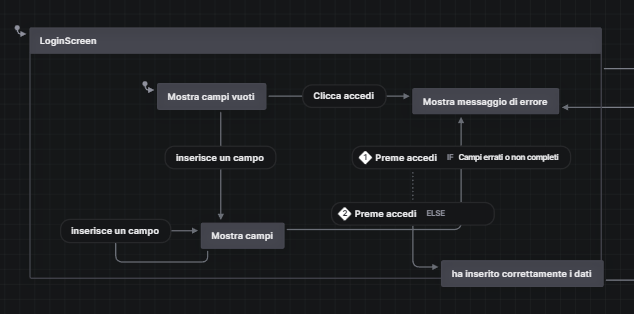 LoginScreen
Mostra campi vuoti
Clicca accedi
Mostra messaggio di errore
inserisce un campo
1 Preme accedi IF Campi errati o non completi
2 Preme accedi ELSE
inserisce un campo
Mostra campi
ha inserito correttamente i dati